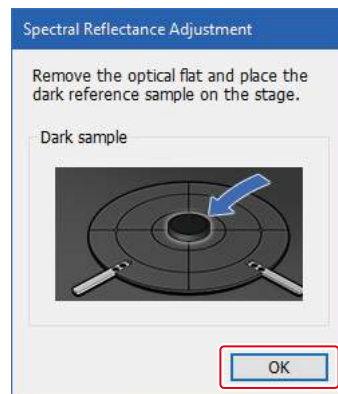 Spectral Reflectance Adjustment
Remove the optical flat and place the
dark reference sample on the stage.
Dark sample
OK